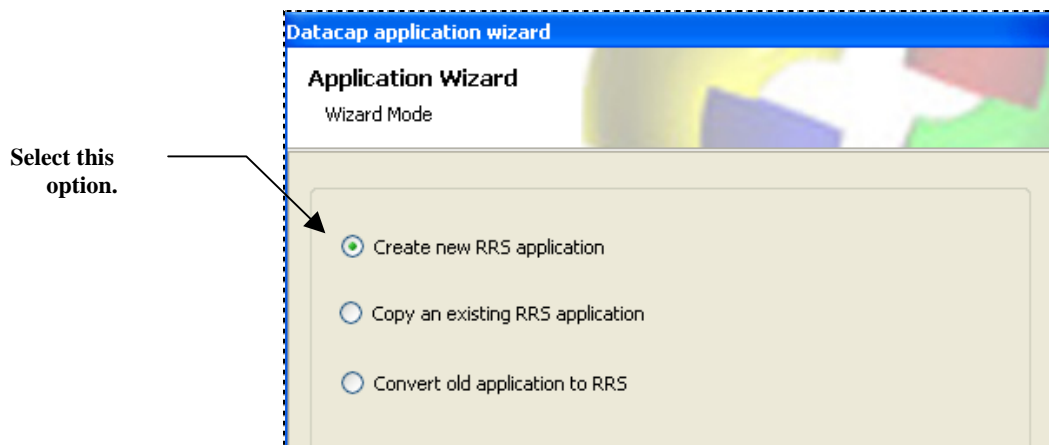 Datacap application wizard
Application Wizard
Wizard Mode
Select this
option.
Create new RRS application
Copy an existing RRS application
Convert old application to RRS